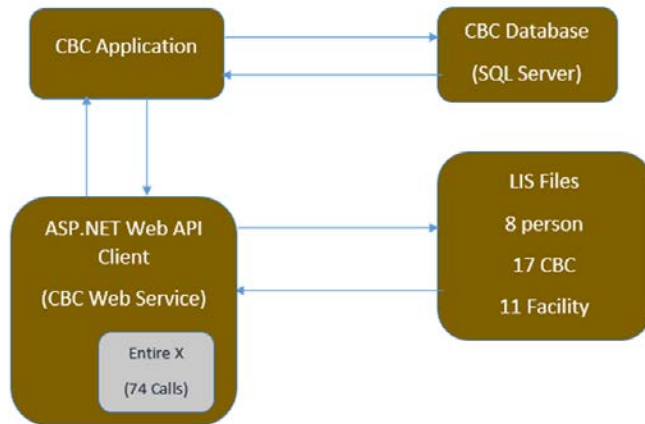 CBC Application
CBC Database
(SQL Server)
ASP.NET Web API
Client
(CBC Web Service)
Entire X
(74 Calls)
LIS Files
8 person
17 CBC
11 Facility